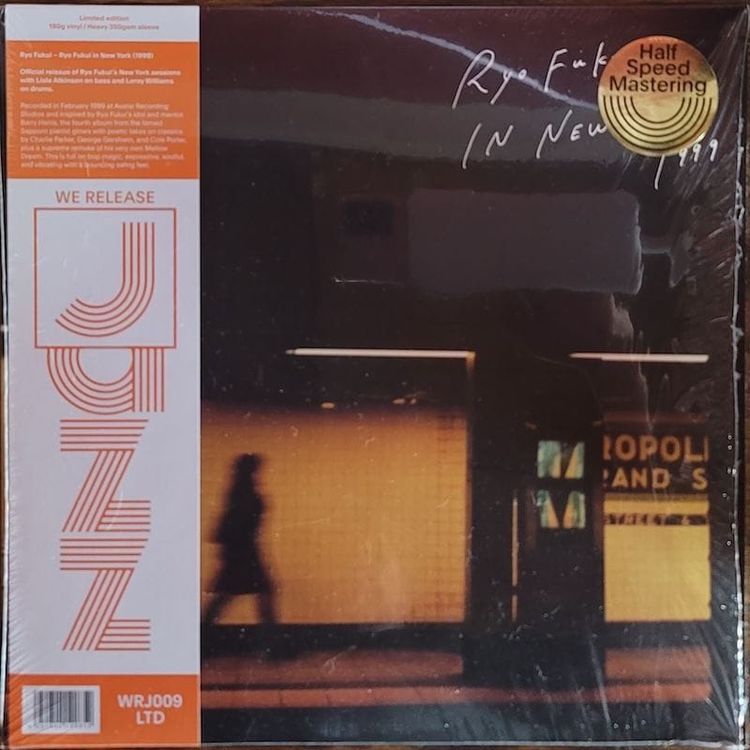 Limited edition
180g vinyl / Heavy 350gsm sleeve
Ryo Fukui – Ryo Fukui in New York (1999)
Official release of Ryo Fukui's New York sessions
with Lisle Atkinson on bass and Leroy Williams
on drums.
Recorded in February 1999 at Avatar Recording
Studios and inspired by Ryo Fukui's idol and mentor
Barry Harris, the fourth album from the famed
Sapporo pianist glows with poetic takes on classics
by Charlie Parker, George Gershwin, and Cole Porter,
plus a supreme remake of his very own Mellow
Dream. This is full on bop magic, expressive, soulful,
and vibrating with a bouncing swing feel.
WE RELEASE
Jazz
WRJ009
LTD
Ryo Fuk
IN NEW
1999
Half
Speed
Mastering
ROPOLI
RAND S
STREET &